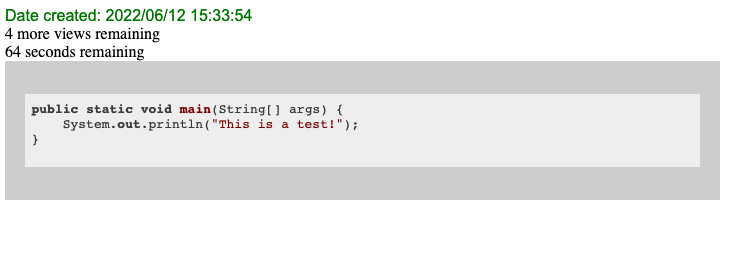 Date created: 2022/06/12 15:33:54
4 more views remaining
64 seconds remaining
public static void main(String[] args) {
    System.out.println("This is a test!");
}